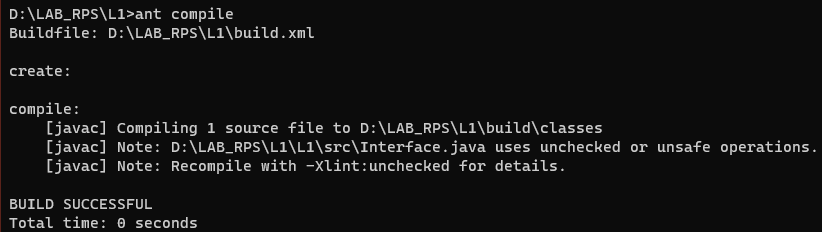 D:\LAB_RPS\L1>ant compile
Buildfile: D:\LAB_RPS\L1\build.xml
create:
compile:
[javac] Compiling 1 source file to D:\LAB_RPS\L1\build\classes
[javac] Note: D:\LAB_RPS\L1\L1\src\Interface.java uses unchecked or unsafe operations.
[javac] Note: Recompile with -Xlint:unchecked for details.
BUILD SUCCESSFUL
Total time: 0 seconds